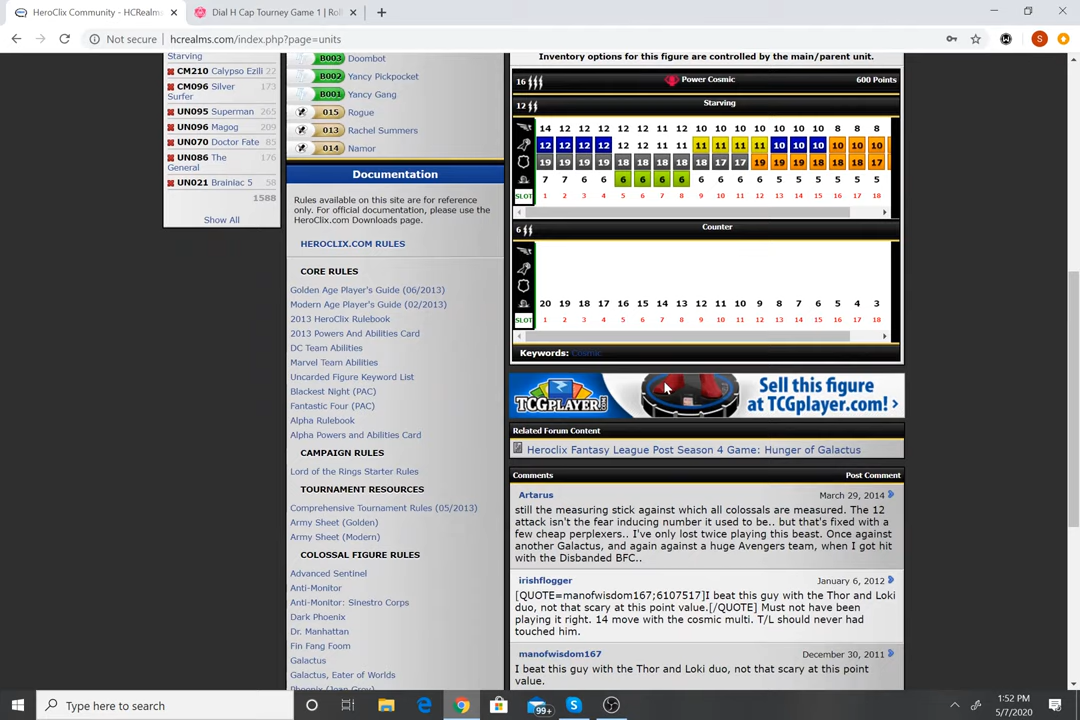 HeroClix Community - HCRealms
Dial H Cap Tourney Game 1 | Roll
Not secure | hcrealms.com/index.php?page=units
S
Starving
CM210 Calypso Ezili 22
CM096 Silver Surfer 173
UN095 Superman 265
UN096 Magog 209
UN070 Doctor Fate 85
UN086 The General 176
UN021 Brainiac 5 58
1588
Show All
B003 Doombot
B002 Yancy Pickpocket
B001 Yancy Gang
015 Rogue
013 Rachel Summers
014 Namor
Documentation
Rules available on this site are for reference
only. For official documentation, please use the
HeroClix.com Downloads page.
HEROCLIX.COM RULES
CORE RULES
Golden Age Player's Guide (06/2013)
Modern Age Player's Guide (02/2013)
2013 HeroClix Rulebook
2013 Powers And Abilities Card
DC Team Abilities
Marvel Team Abilities
Uncarded Figure Keyword List
Blackest Night (PAC)
Fantastic Four (PAC)
Alpha Rulebook
Alpha Powers and Abilities Card
CAMPAIGN RULES
Lord of the Rings Starter Rules
TOURNAMENT RESOURCES
Comprehensive Tournament Rules (05/2013)
Army Sheet (Golden)
Army Sheet (Modern)
COLOSSAL FIGURE RULES
Advanced Sentinel
Anti-Monitor
Anti-Monitor: Sinestro Corps
Dark Phoenix
Dr. Manhattan
Fin Fang Foom
Galactus
Galactus, Eater of Worlds
Phoenix (Jean Grey)
Inventory options for this figure are controlled by the main/parent unit.
16 Power Cosmic 600 Points
12 Starving
14 12 12 12 12 12 11 12 10 10 10 10 10 10 10 8 8 8
12 12 12 12 12 12 11 11 11 11 11 11 10 10 10 10 10 10
19 19 19 19 18 18 18 18 18 17 17 19 19 19 18 18 18 17
7 7 6 6 6 6 6 6 6 6 6 6 5 5 5 5 5 5
SLOT 1 2 3 4 5 6 7 8 9 10 11 12 13 14 15 16 17 18
6 Counter
20 19 18 17 16 15 14 13 12 11 10 9 8 7 6 5 4 3
SLOT 1 2 3 4 5 6 7 8 9 10 11 12 13 14 15 16 17 18
Keywords: Cosmic
TCGPLAYER.COM
Sell this figure
at TCGplayer.com! ›
Related Forum Content
Heroclix Fantasy League Post Season 4 Game: Hunger of Galactus
Comments Post Comment
Artarus March 29, 2014
still the measuring stick against which all colossals are measured. The 12
attack isn't the fear inducing number it used to be.. but that's fixed with a
few cheap perplexers.. I've only lost twice playing this beast. Once against
another Galactus, and again against a huge Avengers team, when I got hit
with the Disbanded BFC..
irishflogger January 6, 2012
[QUOTE=manofwisdom167;6107517]I beat this guy with the Thor and Loki
duo, not that scary at this point value.[/QUOTE] Must not have been
playing it right. 14 move with the cosmic multi. T/L should never had
touched him.
manofwisdom167 December 30, 2011
I beat this guy with the Thor and Loki duo, not that scary at this point
value.
Type here to search
99+
1:52 PM
5/7/2020